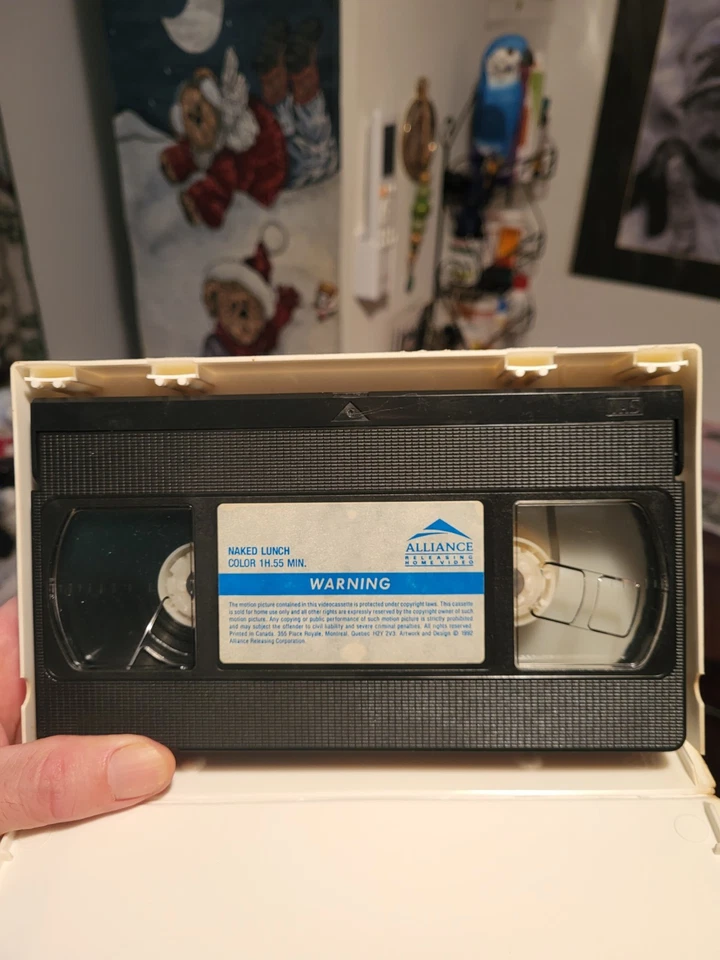 VHS
NAKED LUNCH
COLOR 1H.55 MIN.
ALLIANCE
RELEASING
HOME VIDEO
WARNING
The motion picture contained in this videocassette is protected under copyright laws. This cassette
is sold for home use only and all other rights are expressly reserved by the copyright owner of such
motion picture. Any copying or public performance of such motion picture is strictly prohibited
and may subject the offender to civil liability and severe criminal penalties. All rights reserved.
Printed in Canada. 355 Place Royale, Montreal, Quebec H2Y 2V3. Artwork and Design © 1992
Alliance Releasing Corporation.